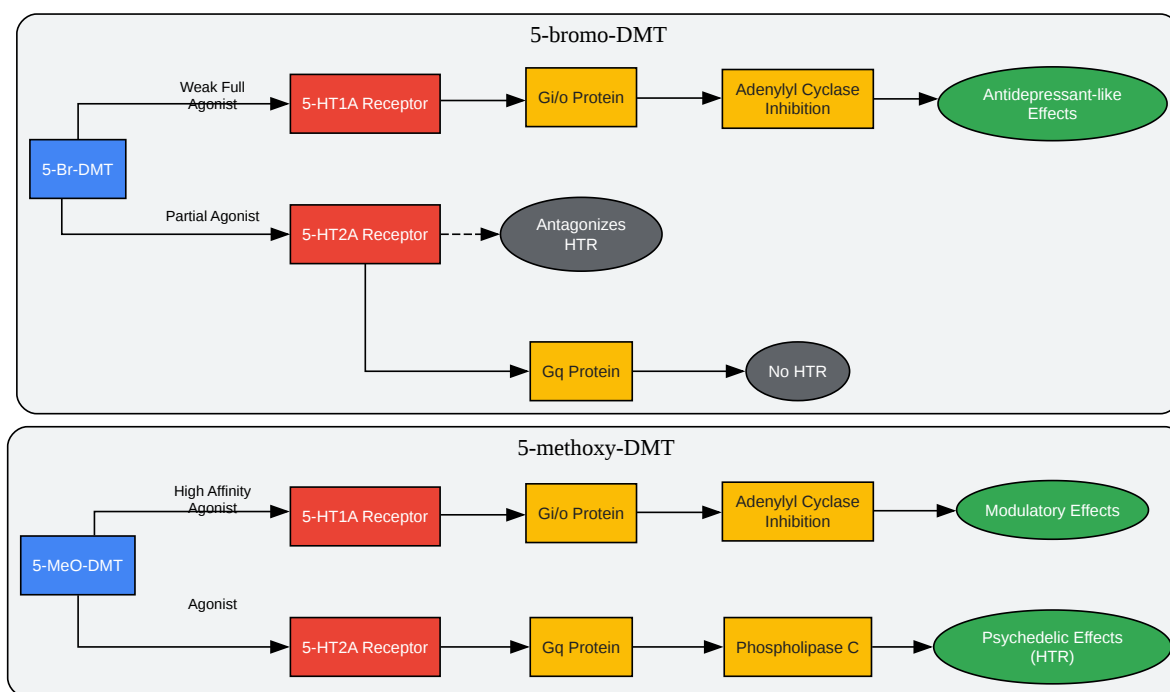 5-bromo-DMT
Weak Full
Agonist
5-HT1A Receptor
Gi/o Protein
Adenylyl Cyclase
Inhibition
Antidepressant-like
Effects
5-Br-DMT
Partial Agonist
5-HT2A Receptor
Antagonizes
HTR
Gq Protein
No HTR
5-methoxy-DMT
High Affinity
Agonist
5-HT1A Receptor
Gi/o Protein
Adenylyl Cyclase
Inhibition
Modulatory Effects
5-MeO-DMT
Agonist
5-HT2A Receptor
Gq Protein
Phospholipase C
Psychedelic Effects
(HTR)